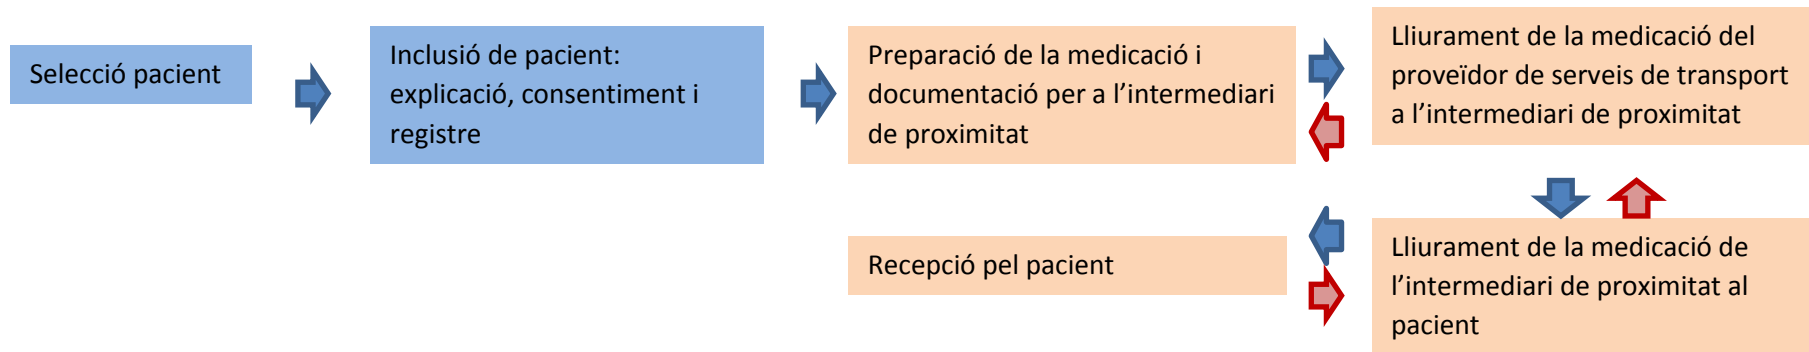 Selecció pacient
Inclusió de pacient:
explicació, consentiment i
registre
Preparació de la medicació i
documentació per a l’intermediari
de proximitat
Lliurament de la medicació del
proveïdor de serveis de transport
a l’intermediari de proximitat
Lliurament de la medicació de
l’intermediari de proximitat al
pacient
Recepció pel pacient